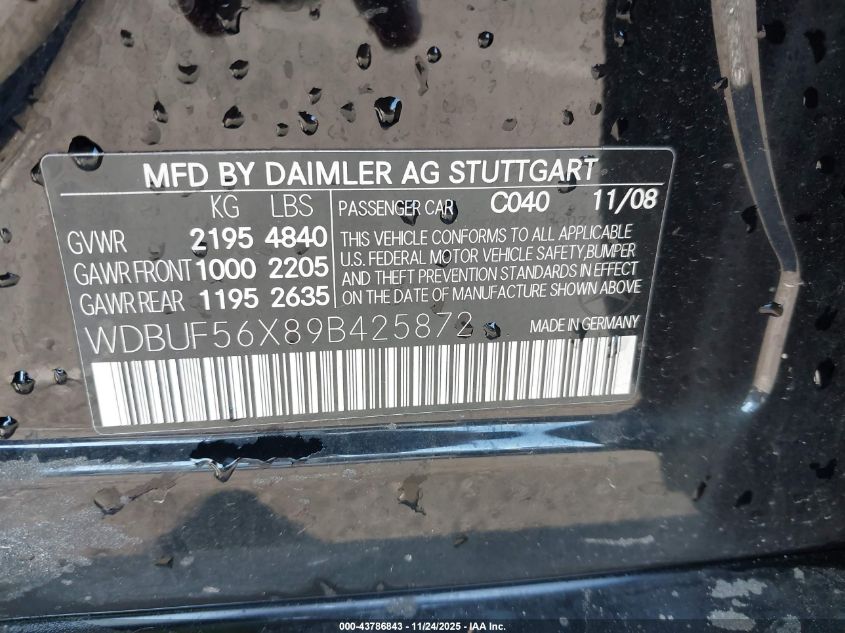 MFD BY DAIMLER AG STUTTGART
KG LBS
GVWR 2195 4840
GAWR FRONT 1000 2205
GAWR REAR 1195 2635
PASSENGER CAR C040 11/08
THIS VEHICLE CONFORMS TO ALL APPLICABLE
U.S. FEDERAL MOTOR VEHICLE SAFETY,BUMPER
AND THEFT PREVENTION STANDARDS IN EFFECT
ON THE DATE OF MANUFACTURE SHOWN ABOVE
WDBUF56X89B425872
MADE IN GERMANY
000-43786843 - 11/24/2025 - IAA Inc.